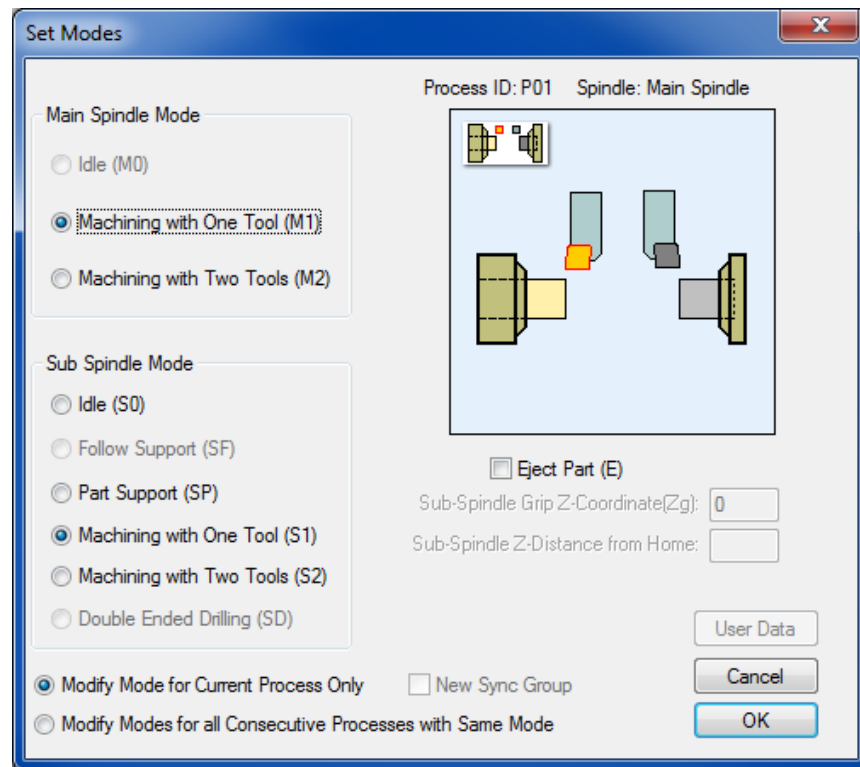 Set Modes
Process ID: P01 Spindle: Main Spindle
Main Spindle Mode
Idle (M0)
Machining with One Tool (M1)
Machining with Two Tools (M2)
Sub Spindle Mode
Idle (S0)
Follow Support (SF)
Part Support (SP)
Machining with One Tool (S1)
Machining with Two Tools (S2)
Double Ended Drilling (SD)
Eject Part (E)
Sub-Spindle Grip Z-Coordinate(Zg): 0
Sub-Spindle Z-Distance from Home:
User Data
Modify Mode for Current Process Only New Sync Group Cancel
Modify Modes for all Consecutive Processes with Same Mode OK